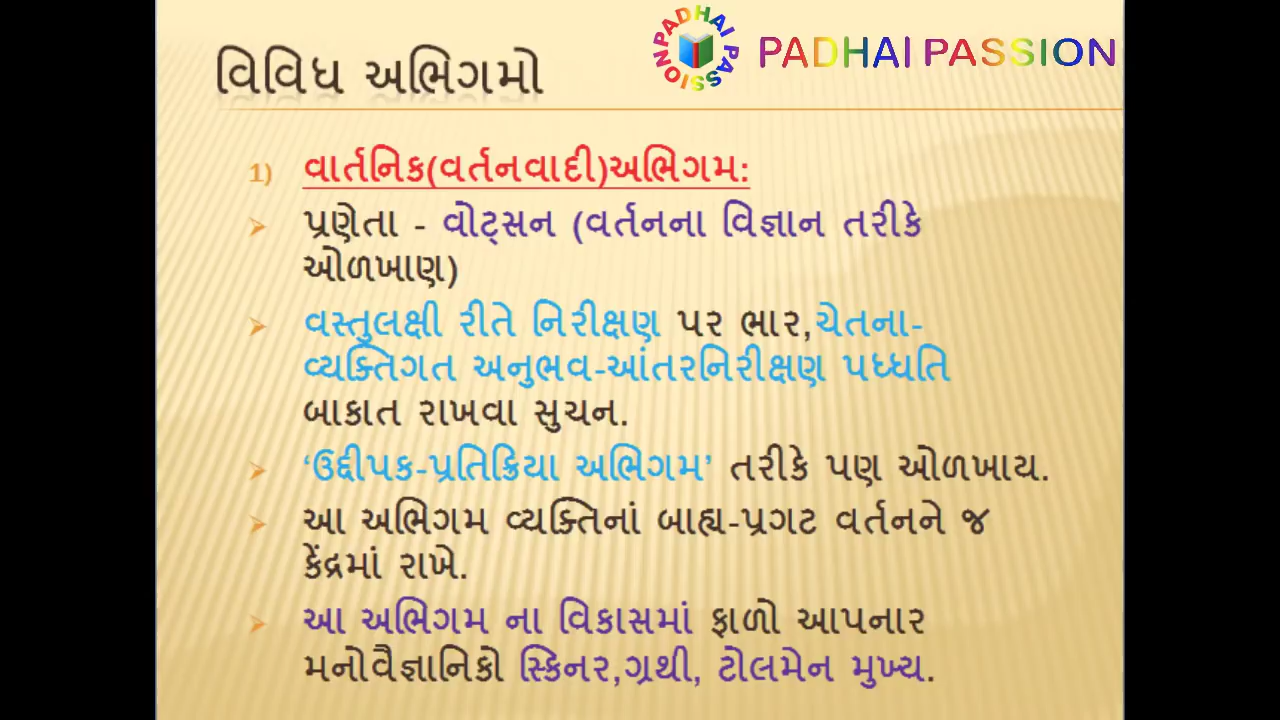 PADHAI PASSION
PADHAI PASSION
વિવિધ અભિગમો
1) વાર્તનિક(વર્તનવાદી)અભિગમ:
પ્રણેતા - વોટ્સન (વર્તનના વિજ્ઞાન તરીકે
ઓળખાણ)
વસ્તુલક્ષી રીતે નિરીક્ષણ પર ભાર,ચેતના-
વ્યક્તિગત અનુભવ-આંતરનિરીક્ષણ પધ્ધતિ
બાકાત રાખવા સુચન.
‘ઉદ્દીપક-પ્રતિક્રિયા અભિગમ’ તરીકે પણ ઓળખાય.
આ અભિગમ વ્યક્તિનાં બાહ્ય-પ્રગટ વર્તનને જ
કેંદ્રમાં રાખે.
આ અભિગમ ના વિકાસમાં ફાળો આપનાર
મનોવૈજ્ઞાનિકો સ્કિનર,ગ્રથી, ટોલમેન મુખ્ય.